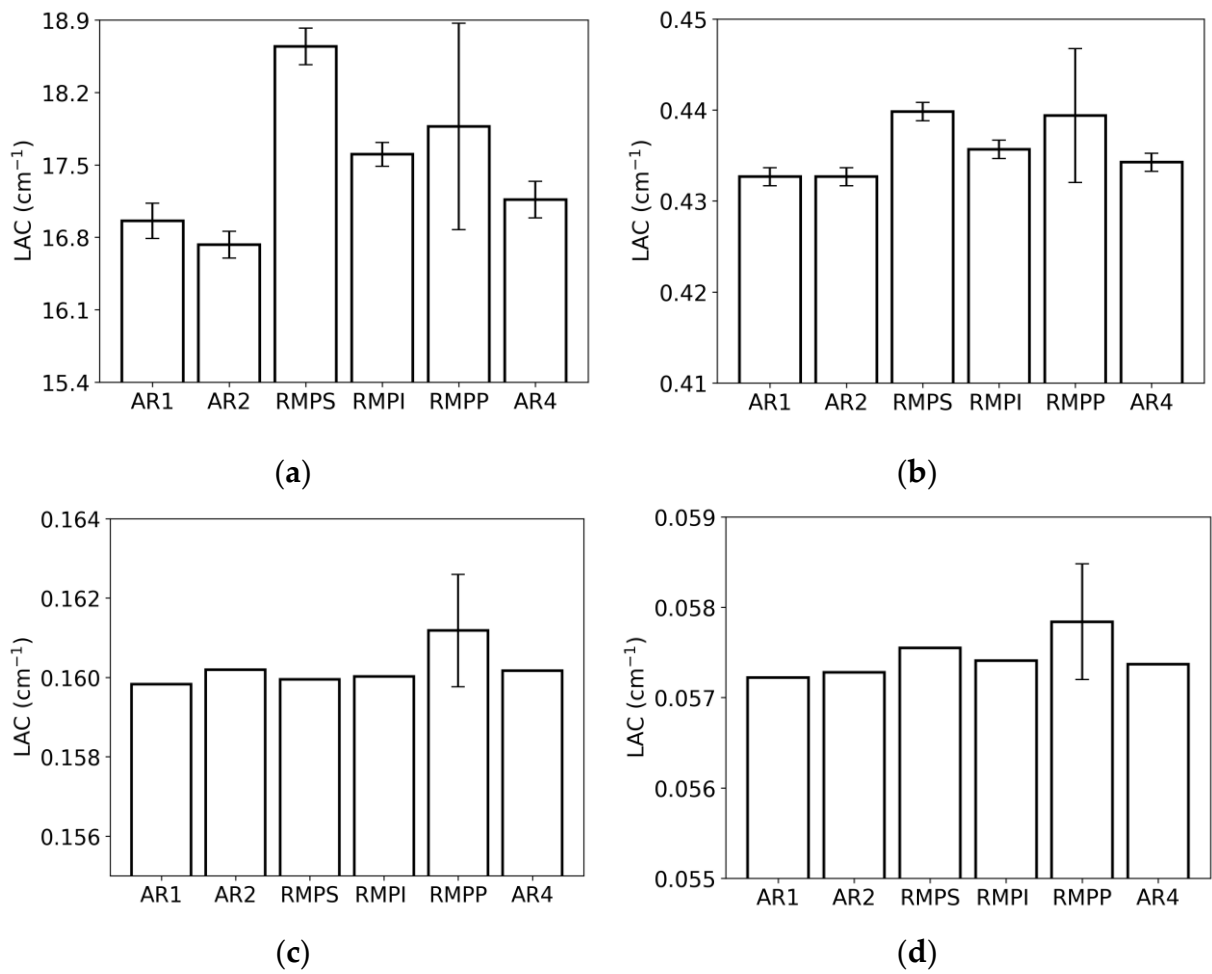 18.9
18.2
17.5
16.8
16.1
15.4
LAC (cm⁻¹)
AR1 AR2 RMPS RMPI RMPP AR4
(a)
0.45
0.44
0.43
0.42
0.41
LAC (cm⁻¹)
AR1 AR2 RMPS RMPI RMPP AR4
(b)
0.164
0.162
0.160
0.158
0.156
LAC (cm⁻¹)
AR1 AR2 RMPS RMPI RMPP AR4
(c)
0.059
0.058
0.057
0.056
0.055
LAC (cm⁻¹)
AR1 AR2 RMPS RMPI RMPP AR4
(d)